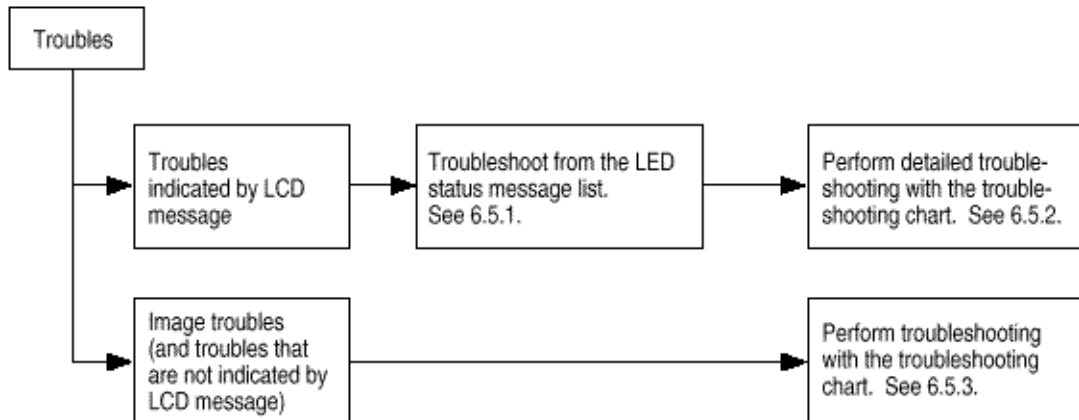 Troubles
Troubles
indicated by LCD
message
Troubleshoot from the LED
status message list.
See 6.5.1.
Perform detailed trouble-
shooting with the trouble-
shooting chart. See 6.5.2.
Image troubles
(and troubles that
are not indicated by
LCD message)
Perform troubleshooting
with the troubleshooting
chart. See 6.5.3.